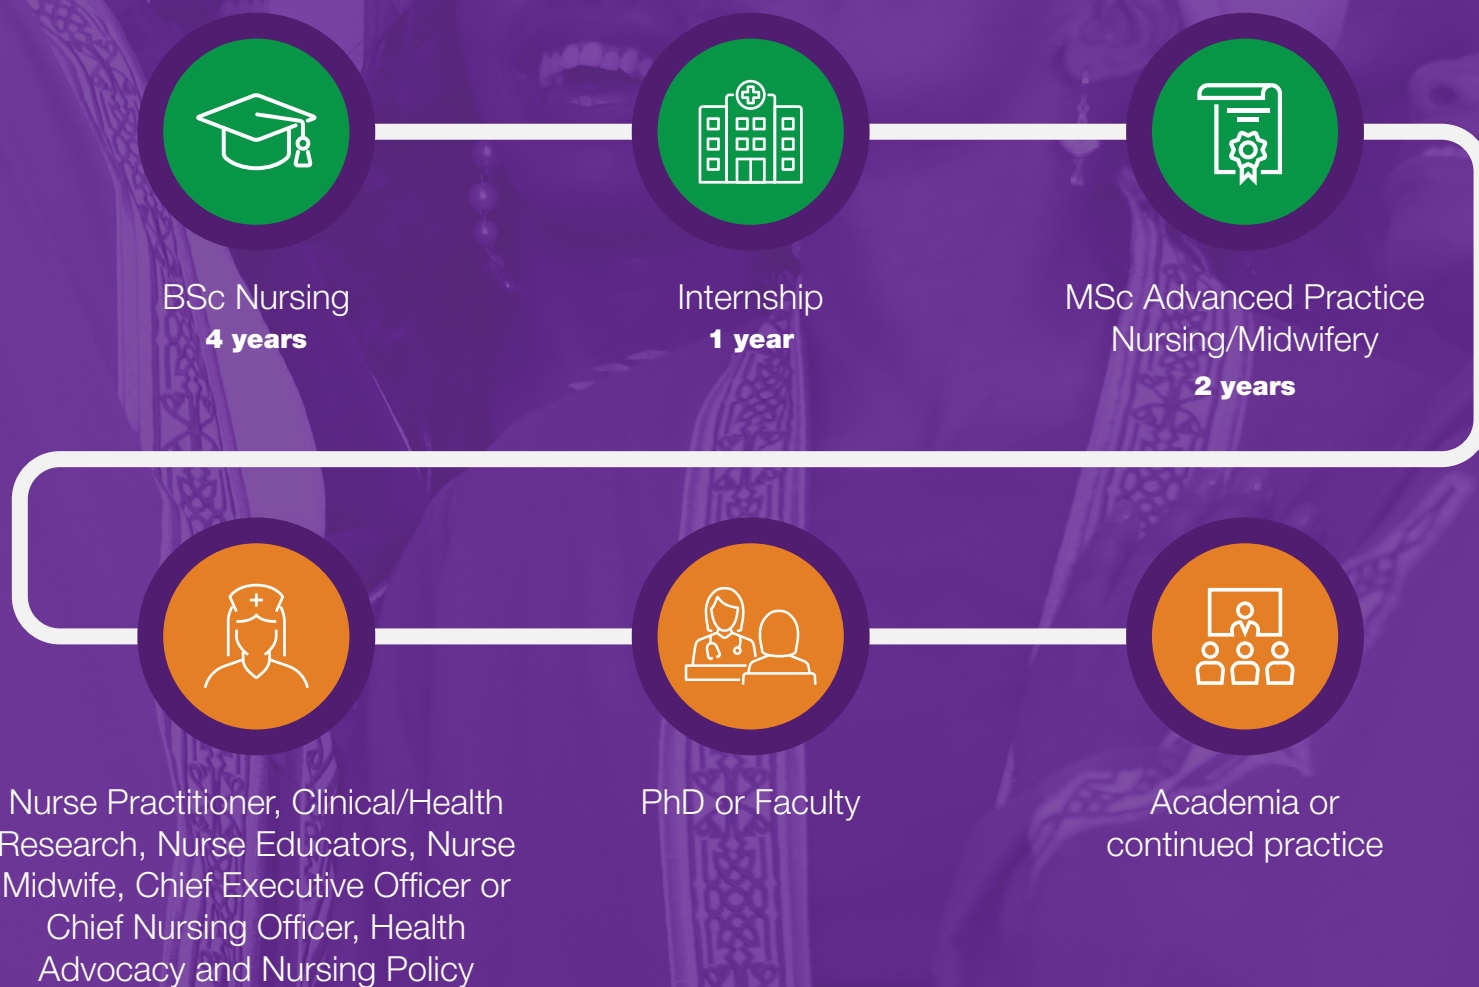 BSc Nursing
4 years
Internship
1 year
MSc Advanced Practice
Nursing/Midwifery
2 years
Nurse Practitioner, Clinical/Health
Research, Nurse Educators, Nurse
Midwife, Chief Executive Officer or
Chief Nursing Officer, Health
Advocacy and Nursing Policy
PhD or Faculty
Academia or
continued practice